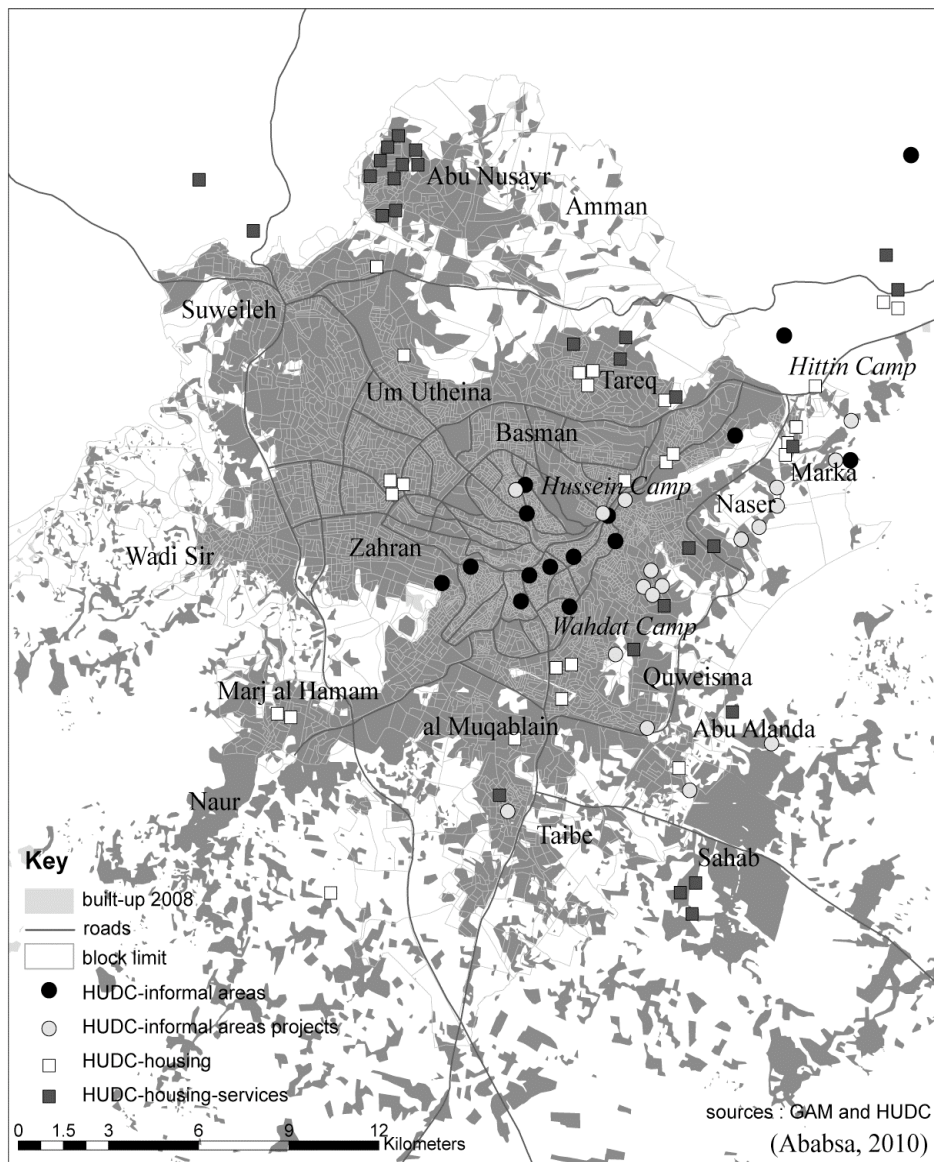 Abu Nusayr
Amman
Suweileh
Hittin Camp
Um Utheina
Tareq
Basman
Marka
Hussein Camp
Naser
Zahran
Wadi Sir
Wahdat Camp
Quweisma
Marj al Hamam
al Muqablain
Abu Alanda
Naur
Taibe
Sahab
Key
built-up 2008
roads
block limit
HUDC-informal areas
HUDC-informal areas projects
HUDC-housing
HUDC-housing-services
sources : GAM and HUDC
(Ababsa, 2010)
0 1.5 3 6 9 12
Kilometers